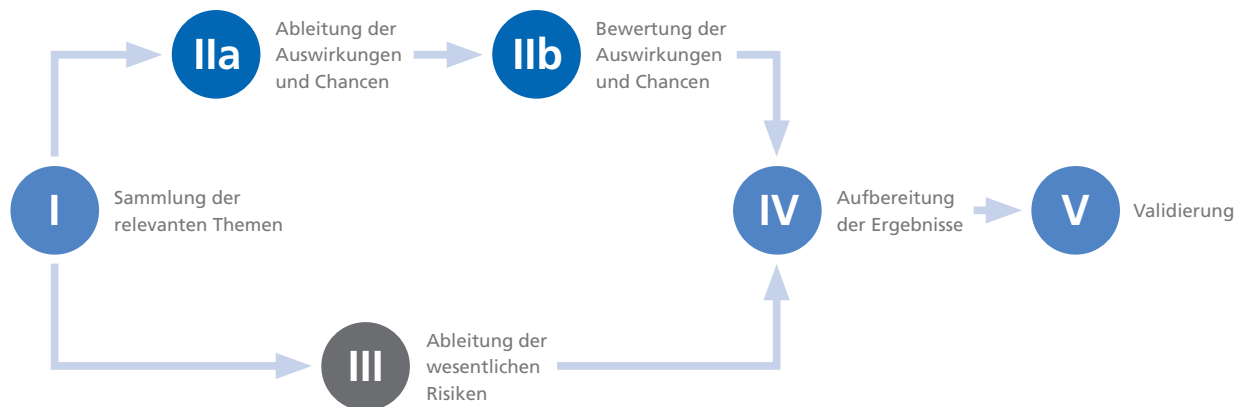 IIa
Ableitung der
Auswirkungen
und Chancen
IIb
Bewertung der
Auswirkungen
und Chancen
I
Sammlung der
relevanten Themen
IV
Aufbereitung
der Ergebnisse
V
Validierung
III
Ableitung der
wesentlichen
Risiken